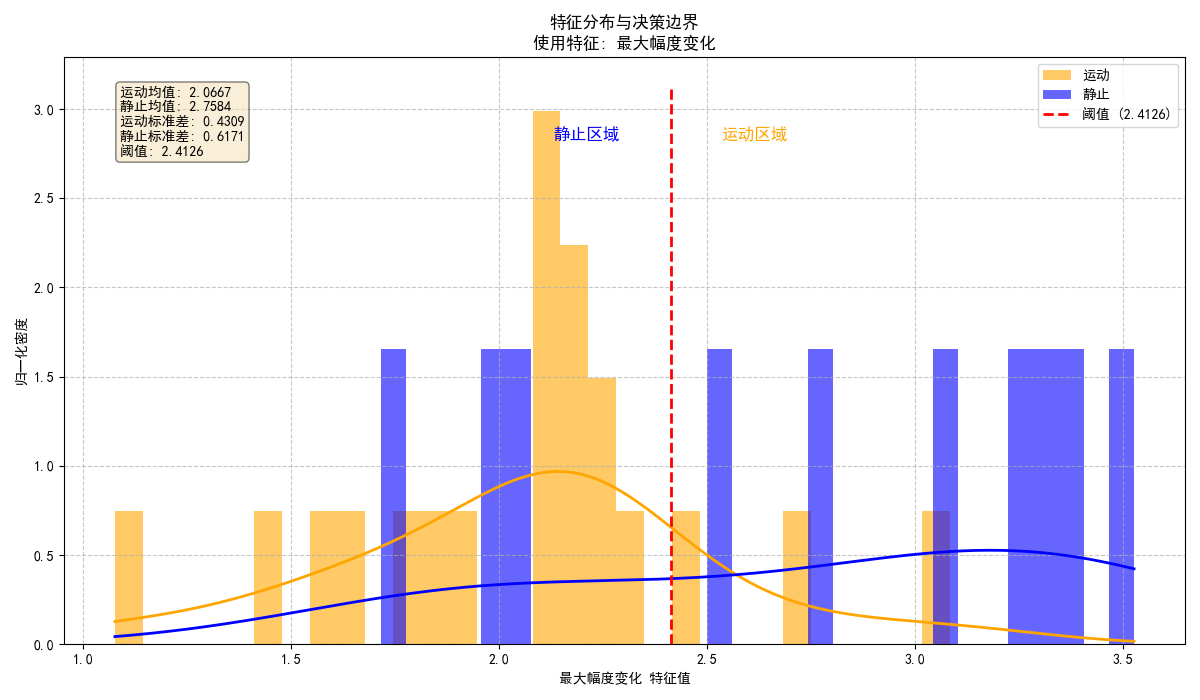 特征分布与决策边界
使用特征: 最大幅度变化
运动均值: 2.0667
静止均值: 2.7584
运动标准差: 0.4309
静止标准差: 0.6171
阈值: 2.4126
静止区域
运动区域
运动
静止
阈值 (2.4126)
归一化密度
3.0
2.5
2.0
1.5
1.0
0.5
0.0
1.0
1.5
2.0
2.5
3.0
3.5
最大幅度变化 特征值